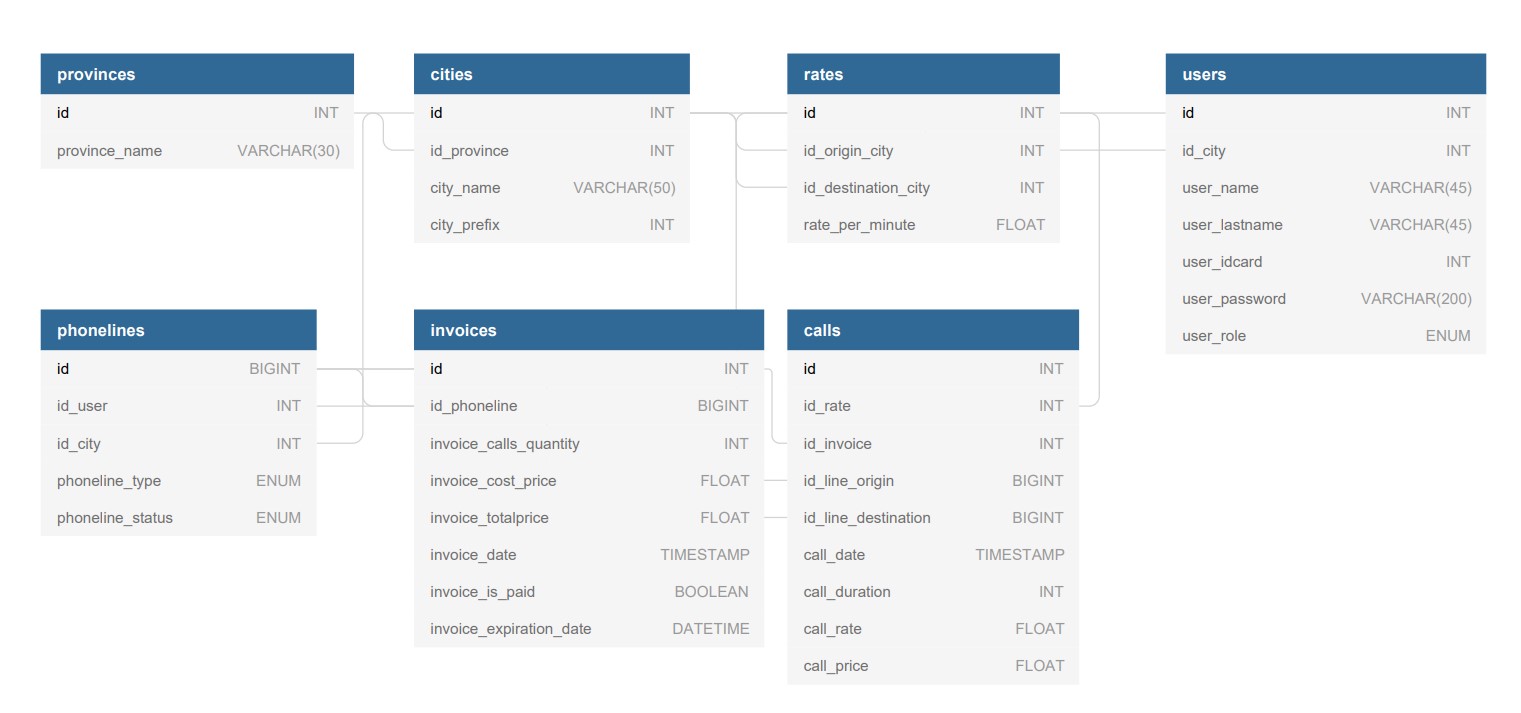 provinces
id INT
province_name VARCHAR(30)
cities
id INT
id_province INT
city_name VARCHAR(50)
city_prefix INT
rates
id INT
id_origin_city INT
id_destination_city INT
rate_per_minute FLOAT
users
id INT
id_city INT
user_name VARCHAR(45)
user_lastname VARCHAR(45)
user_idcard INT
user_password VARCHAR(200)
user_role ENUM
phonelines
id BIGINT
id_user INT
id_city INT
phoneline_type ENUM
phoneline_status ENUM
invoices
id INT
id_phoneline BIGINT
invoice_calls_quantity INT
invoice_cost_price FLOAT
invoice_totalprice FLOAT
invoice_date TIMESTAMP
invoice_is_paid BOOLEAN
invoice_expiration_date DATETIME
calls
id INT
id_rate INT
id_invoice INT
id_line_origin BIGINT
id_line_destination BIGINT
call_date TIMESTAMP
call_duration INT
call_rate FLOAT
call_price FLOAT